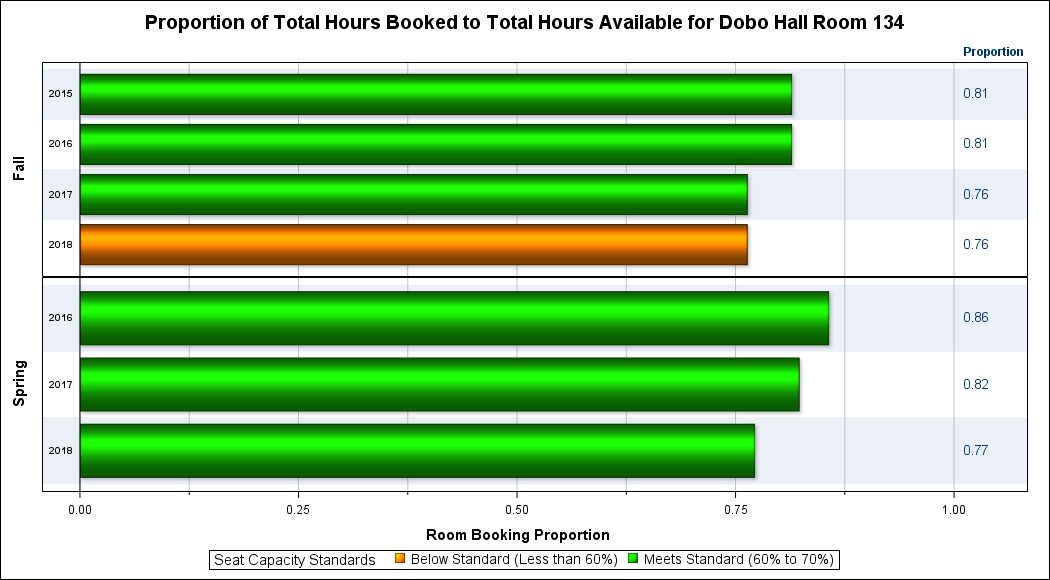 Proportion of Total Hours Booked to Total Hours Available for Dobo Hall Room 134
Proportion
Fall
2015 0.81
2016 0.81
2017 0.76
2018 0.76
Spring
2016 0.86
2017 0.82
2018 0.77
0.00 0.25 0.50 0.75 1.00
Room Booking Proportion
Seat Capacity Standards Below Standard (Less than 60%) Meets Standard (60% to 70%)